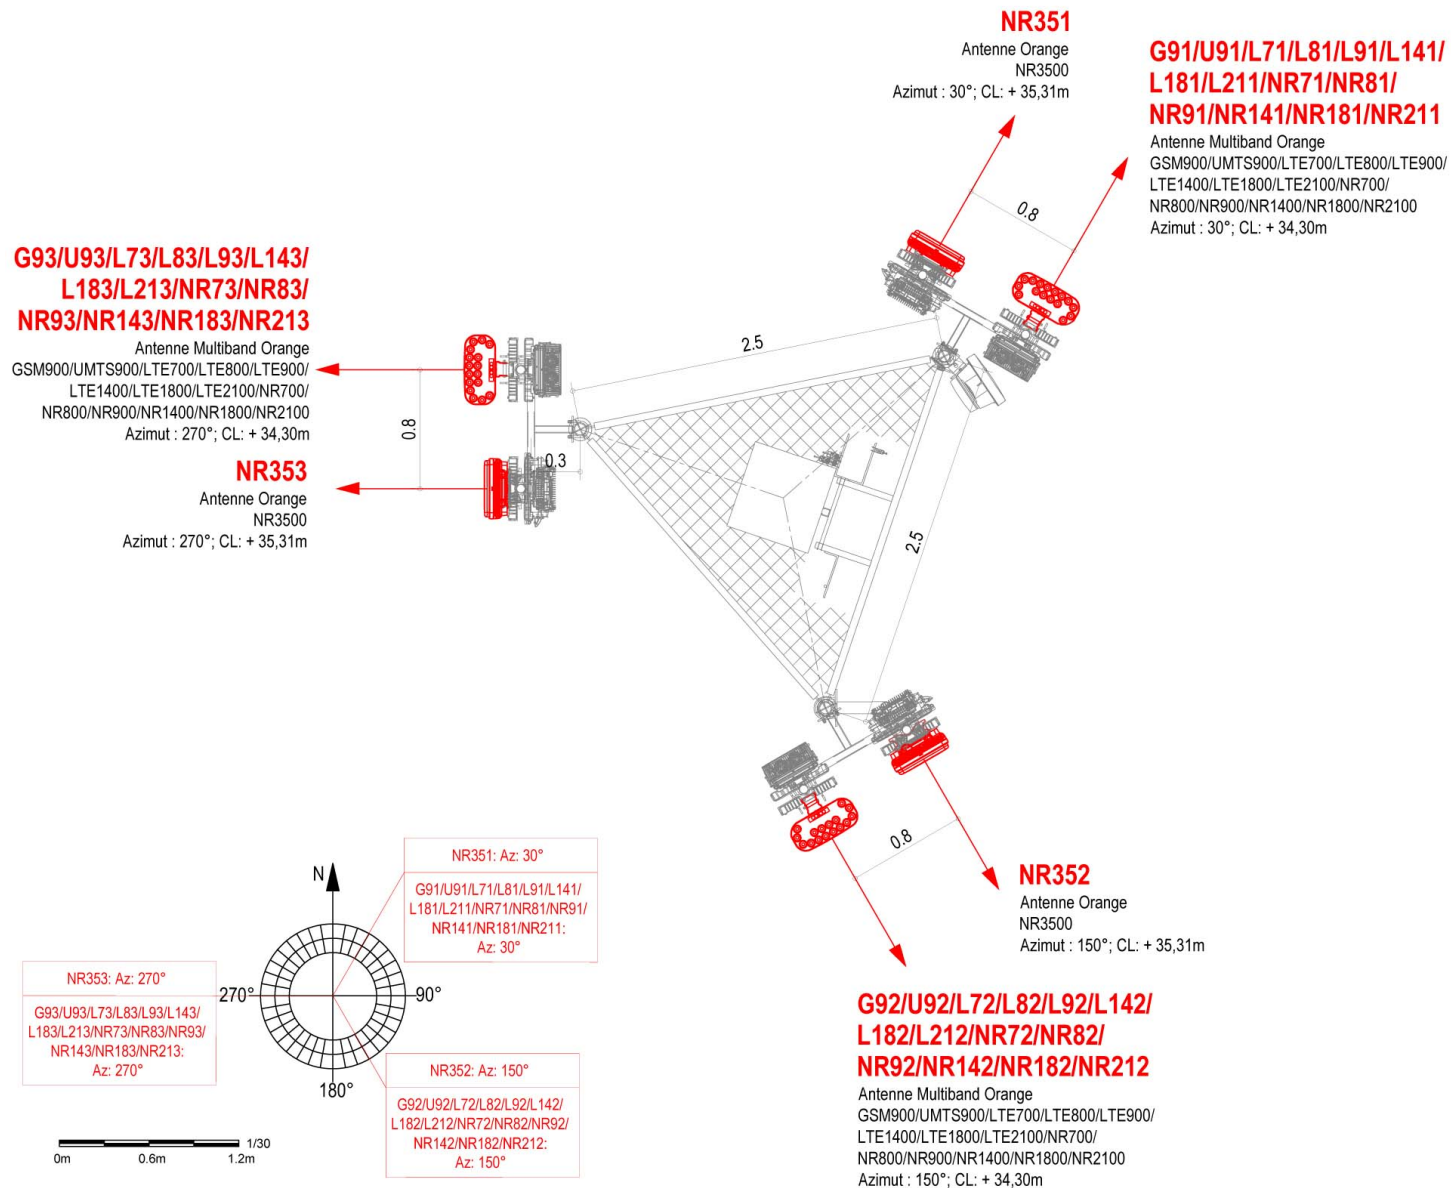 NR351
Antenne Orange
NR3500
Azimut : 30°; CL: + 35,31m
G91/U91/L71/L81/L91/L141/
L181/L211/NR71/NR81/
NR91/NR141/NR181/NR211
Antenne Multiband Orange
GSM900/UMTS900/LTE700/LTE800/LTE900/
LTE1400/LTE1800/LTE2100/NR700/
NR800/NR900/NR1400/NR1800/NR2100
Azimut : 30°; CL: + 34,30m
0.8
G93/U93/L73/L83/L93/L143/
L183/L213/NR73/NR83/
NR93/NR143/NR183/NR213
Antenne Multiband Orange
GSM900/UMTS900/LTE700/LTE800/LTE900/
LTE1400/LTE1800/LTE2100/NR700/
NR800/NR900/NR1400/NR1800/NR2100
Azimut : 270°; CL: + 34,30m
0.8
2.5
NR353
Antenne Orange
NR3500
Azimut : 270°; CL: + 35,31m
0.3
2.5
0.8
NR352
Antenne Orange
NR3500
Azimut : 150°; CL: + 35,31m
G92/U92/L72/L82/L92/L142/
L182/L212/NR72/NR82/
NR92/NR142/NR182/NR212
Antenne Multiband Orange
GSM900/UMTS900/LTE700/LTE800/LTE900/
LTE1400/LTE1800/LTE2100/NR700/
NR800/NR900/NR1400/NR1800/NR2100
Azimut : 150°; CL: + 34,30m
N
NR351: Az: 30°
G91/U91/L71/L81/L91/L141/
L181/L211/NR71/NR81/NR91/
NR141/NR181/NR211:
Az: 30°
NR353: Az: 270°
G93/U93/L73/L83/L93/L143/
L183/L213/NR73/NR83/NR93/
NR143/NR183/NR213:
Az: 270°
270°
90°
180°
NR352: Az: 150°
G92/U92/L72/L82/L92/L142/
L182/L212/NR72/NR82/NR92/
NR142/NR182/NR212:
Az: 150°
1/30
0m 0.6m 1.2m